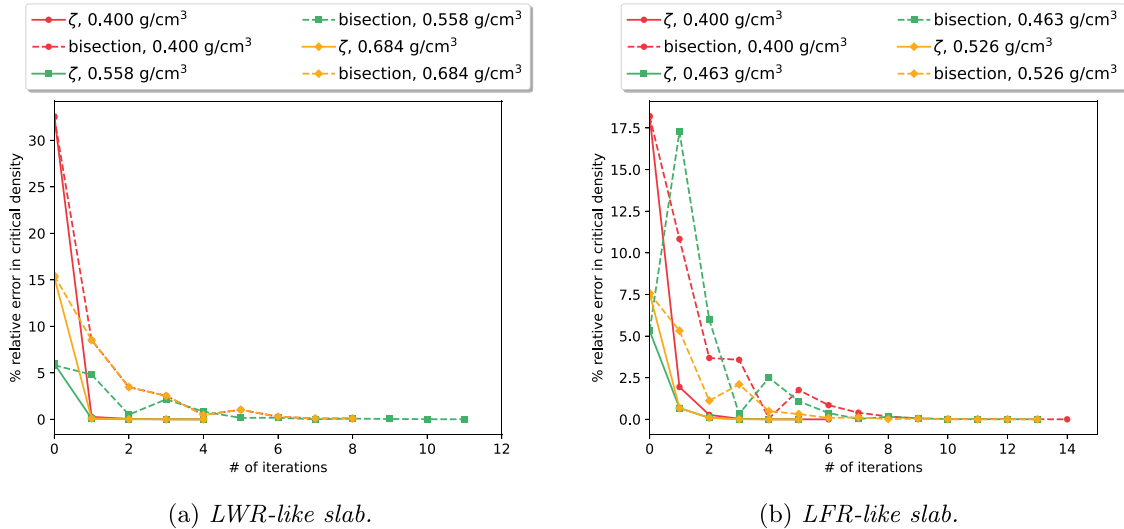 ζ, 0.400 g/cm³
bisection, 0.400 g/cm³
ζ, 0.558 g/cm³
bisection, 0.558 g/cm³
ζ, 0.684 g/cm³
bisection, 0.684 g/cm³
% relative error in critical density
30
25
20
15
10
5
0
0 2 4 6 8 10 12
# of iterations
(a) LWR-like slab.
ζ, 0.400 g/cm³
bisection, 0.400 g/cm³
ζ, 0.463 g/cm³
bisection, 0.463 g/cm³
ζ, 0.526 g/cm³
bisection, 0.526 g/cm³
% relative error in critical density
17.5
15.0
12.5
10.0
7.5
5.0
2.5
0.0
0 2 4 6 8 10 12 14
# of iterations
(b) LFR-like slab.